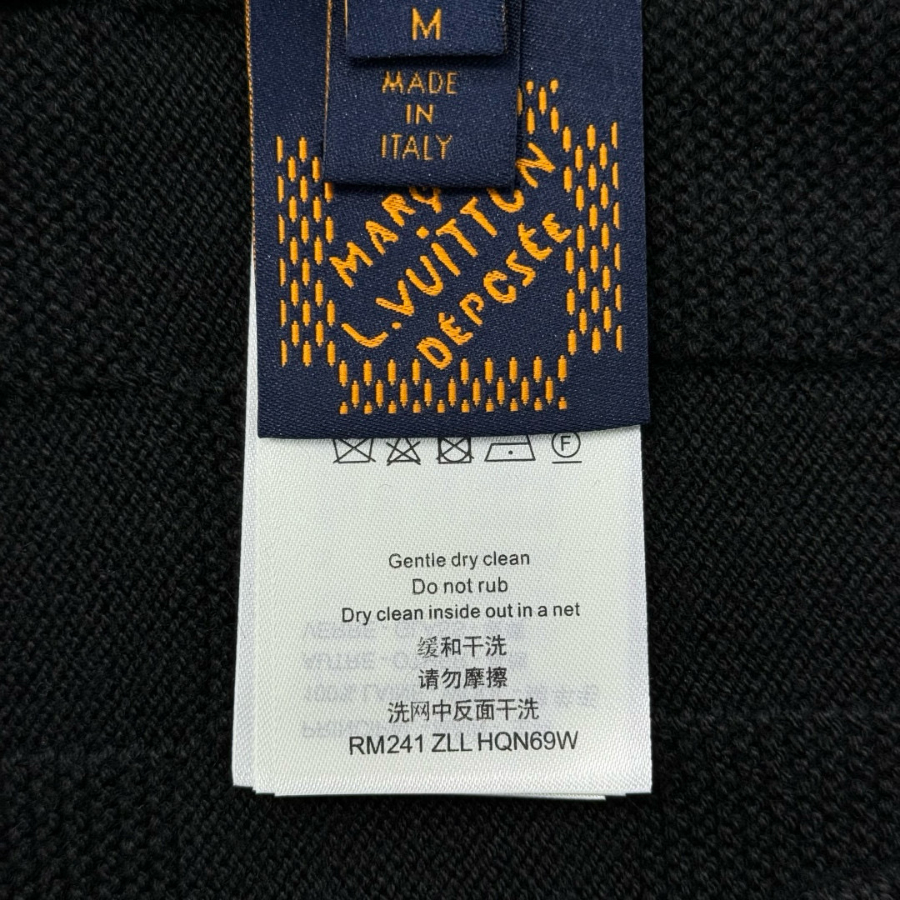 M
MADE
IN
ITALY
MARQ
L.VUITTON
DÉPOSÉE
F
Gentle dry clean
Do not rub
Dry clean inside out in a net
缓和干洗
请勿摩擦
洗网中反面干洗
RM241 ZLL HQN69W